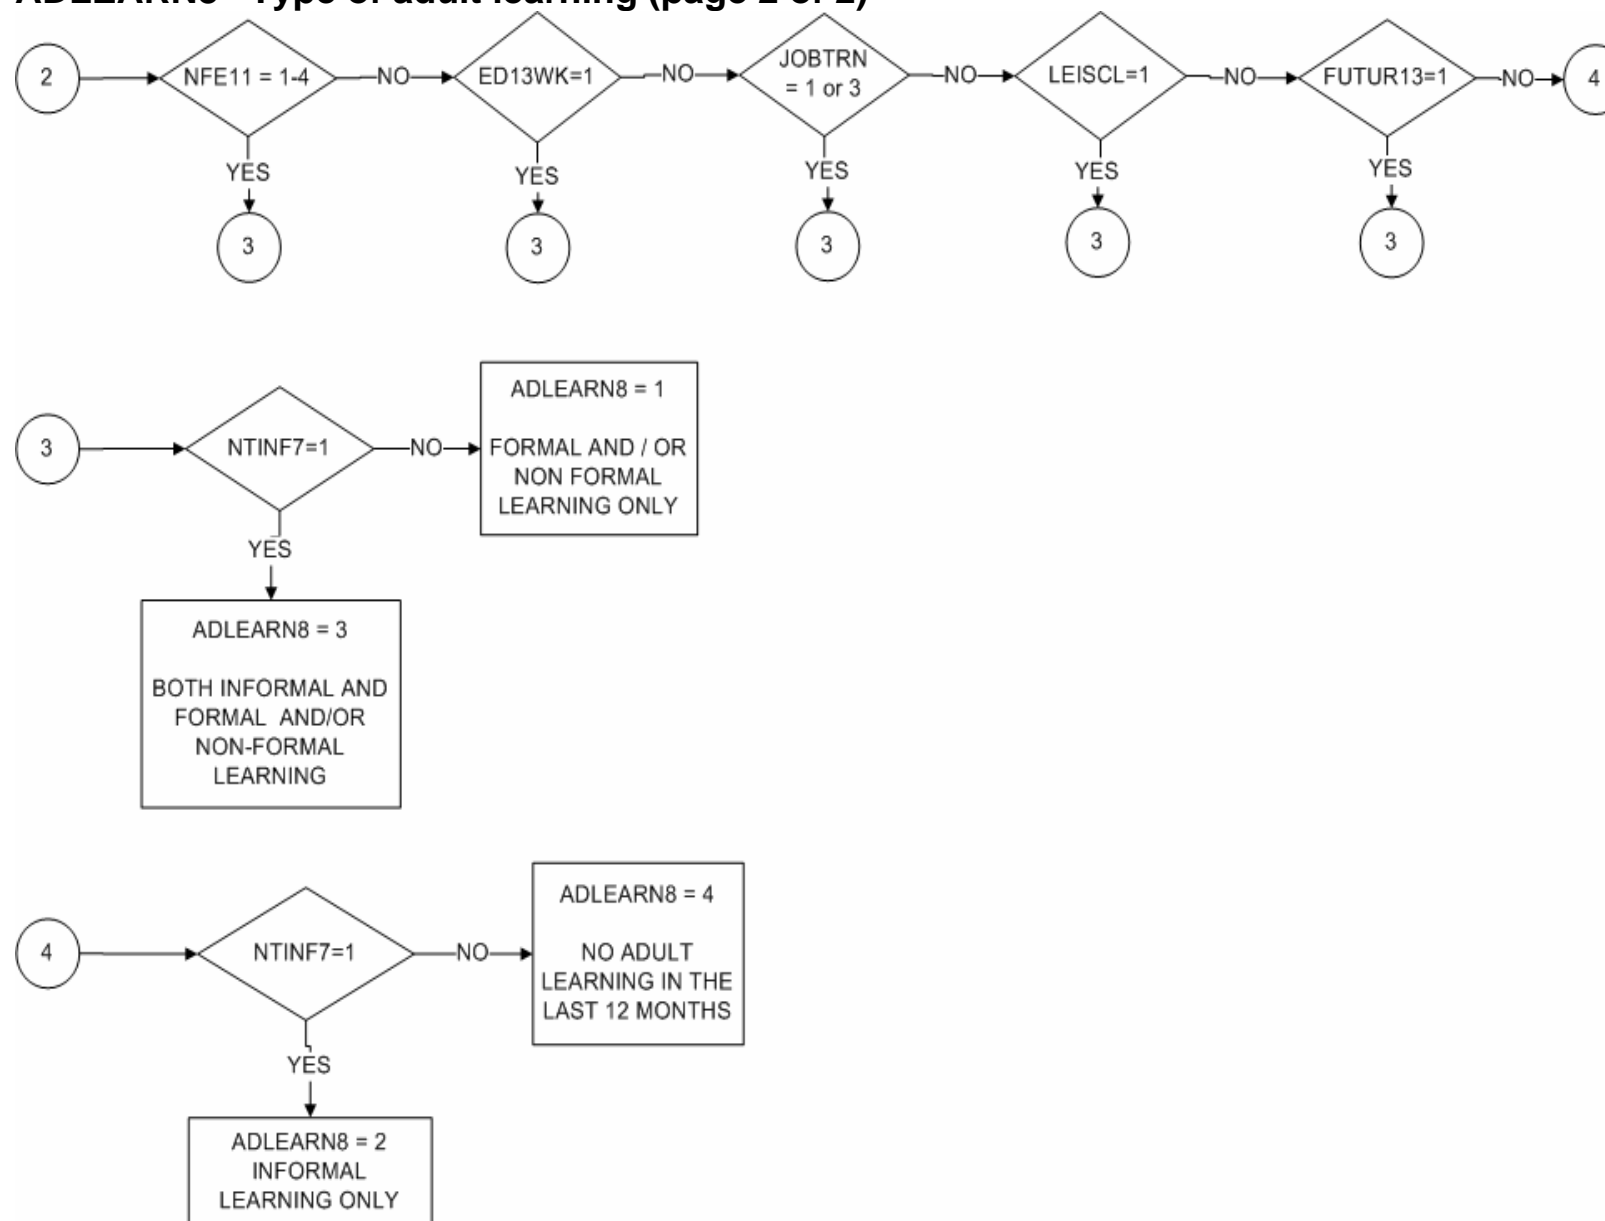 ADLEARN8 - Type of adult learning (page 2 of 2)
2
NFE11 = 1-4
NO
ED13WK=1
NO
JOBTRN
= 1 or 3
NO
LEISCL=1
NO
FUTUR13=1
NO
4
YES
YES
YES
YES
YES
3
3
3
3
3
3
NTINF7=1
NO
ADLEARN8 = 1
FORMAL AND / OR
NON FORMAL
LEARNING ONLY
YES
ADLEARN8 = 3
BOTH INFORMAL AND
FORMAL AND/OR
NON-FORMAL
LEARNING
4
NTINF7=1
NO
ADLEARN8 = 4
NO ADULT
LEARNING IN THE
LAST 12 MONTHS
YES
ADLEARN8 = 2
INFORMAL
LEARNING ONLY